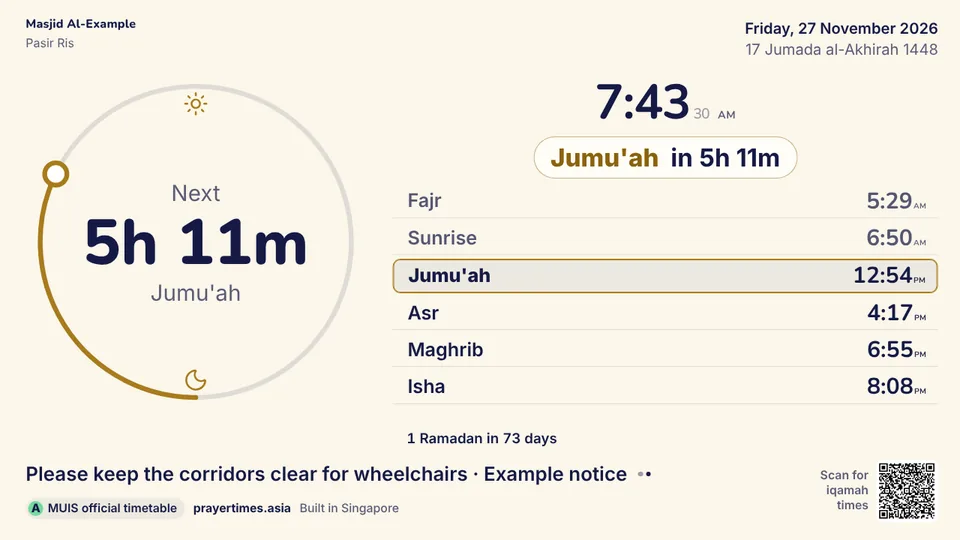 Masjid Al-Example
Pasir Ris
Friday, 27 November 2026
17 Jumada al-Akhirah 1448
Next
5h 11m
Jumu'ah
7:43 30 AM
Jumu'ah in 5h 11m
Fajr 5:29 AM
Sunrise 6:50 AM
Jumu'ah 12:54 PM
Asr 4:17 PM
Maghrib 6:55 PM
Isha 8:08 PM
1 Ramadan in 73 days
Please keep the corridors clear for wheelchairs · Example notice
A MUIS official timetable prayertimes.asia Built in Singapore
Scan for
iqamah
times